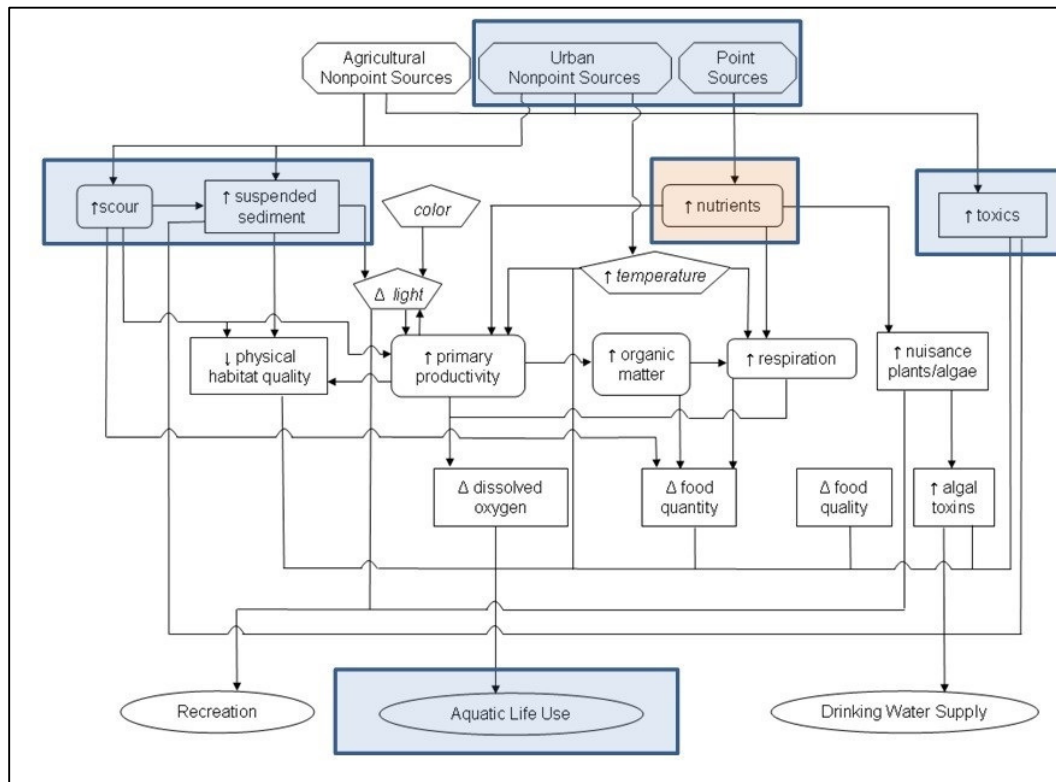 Agricultural
Nonpoint Sources
Urban
Nonpoint Sources
Point
Sources
↑scour
↑ suspended
sediment
color
↑ nutrients
↑ toxics
↑ temperature
Δ light
↓ physical
habitat quality
↑ primary
productivity
↑ organic
matter
↑ respiration
↑ nuisance
plants/algae
Δ dissolved
oxygen
Δ food
quantity
Δ food
quality
↑ algal
toxins
Recreation
Aquatic Life Use
Drinking Water Supply